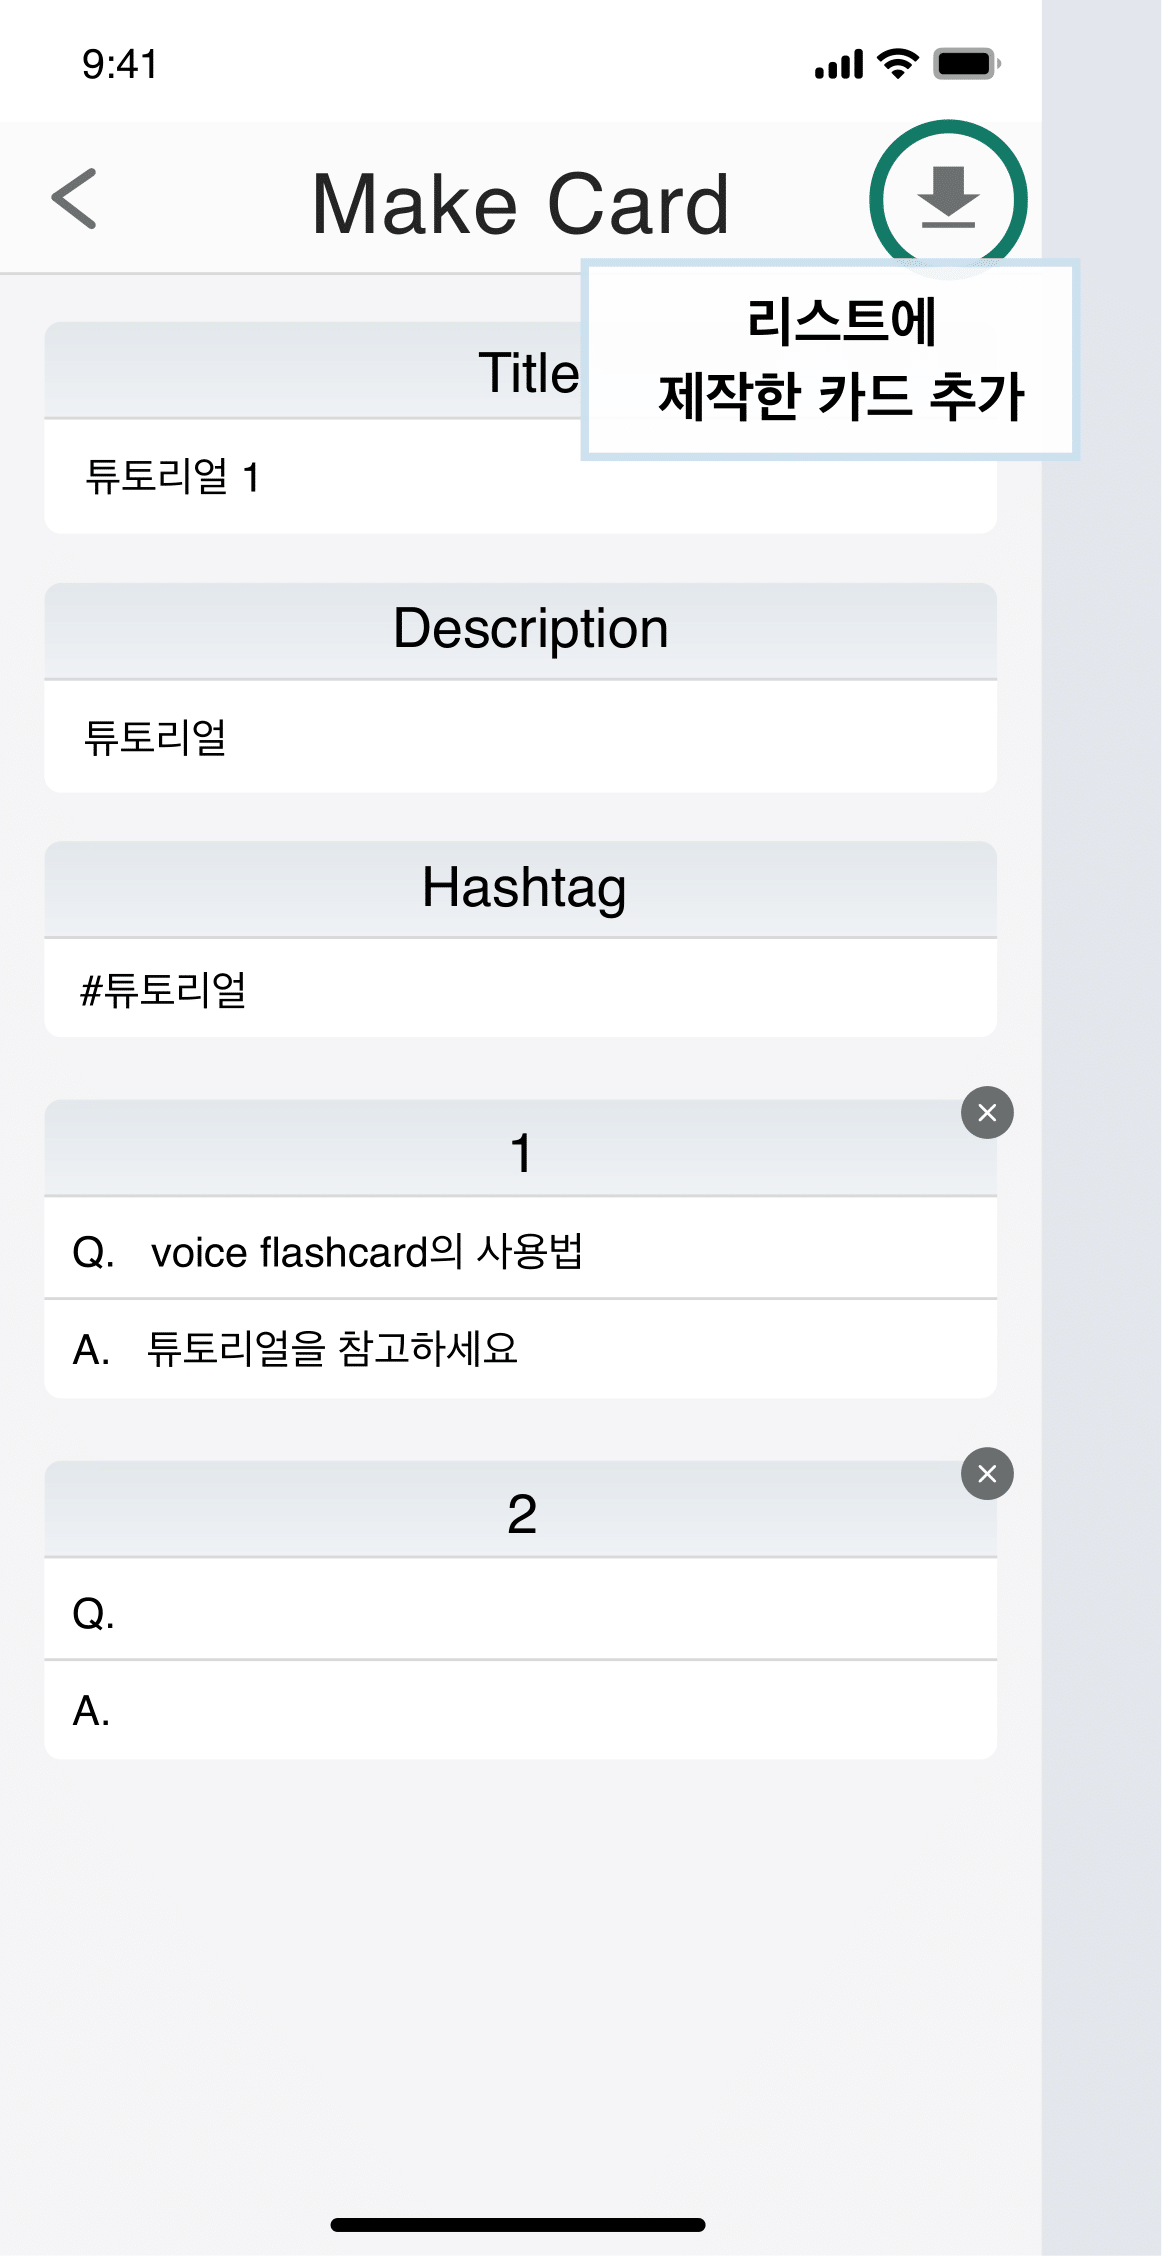 9:41
Make Card
리스트에
제작한 카드 추가
Title
튜토리얼 1
Description
튜토리얼
Hashtag
#튜토리얼
1
Q. voice flashcard의 사용법
A. 튜토리얼을 참고하세요
2
Q.
A.